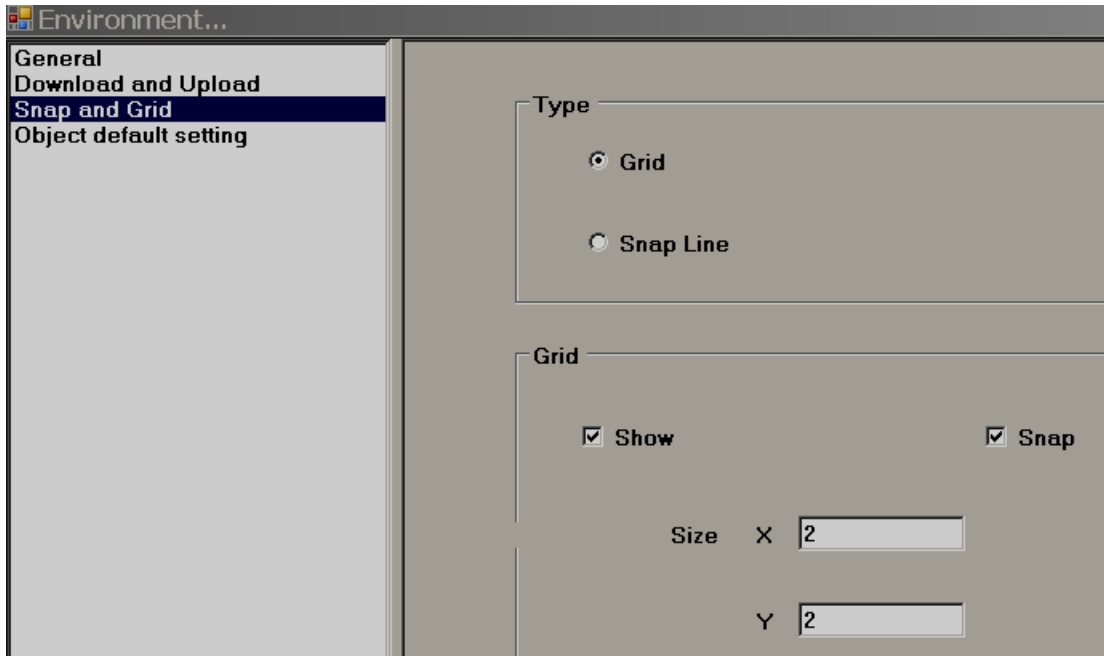 Environment...
General
Download and Upload
Snap and Grid
Object default setting
Type
Grid
Snap Line
Grid
Show
Snap
Size X 2
Y 2